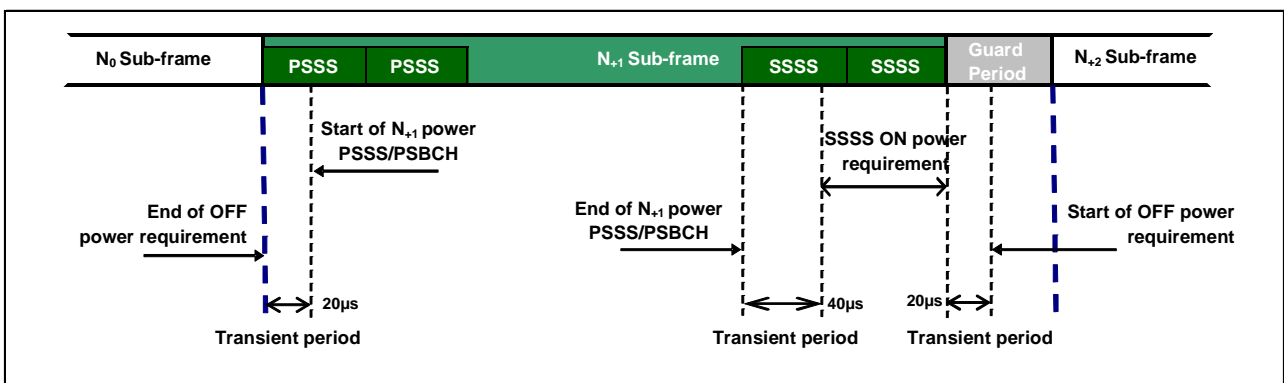 N₀ Sub-frame
PSSS
PSSS
N₊₁ Sub-frame
SSSS
SSSS
Guard
Period
N₊₂ Sub-frame
Start of N₊₁ power
PSSS/PSBCH
SSSS ON power
requirement
End of OFF
power requirement
End of N₊₁ power
PSSS/PSBCH
Start of OFF power
requirement
20µs
40µs
20µs
Transient period
Transient period
Transient period